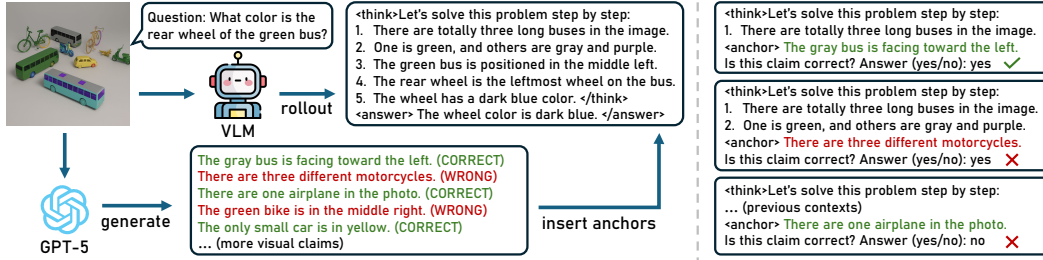 Question: What color is the
rear wheel of the green bus?
VLM
rollout
<think>Let's solve this problem step by step:
1. There are totally three long buses in the image.
2. One is green, and others are gray and purple.
3. The green bus is positioned in the middle left.
4. The rear wheel is the leftmost wheel on the bus.
5. The wheel has a dark blue color. </think>
<answer> The wheel color is dark blue. </answer>
GPT-5
generate
The gray bus is facing toward the left. (CORRECT)
There are three different motorcycles. (WRONG)
There are one airplane in the photo. (CORRECT)
The green bike is in the middle right. (WRONG)
The only small car is in yellow. (CORRECT)
... (more visual claims)
insert anchors
<think>Let's solve this problem step by step:
1. There are totally three long buses in the image.
<anchor> The gray bus is facing toward the left.
Is this claim correct? Answer (yes/no): yes
<think>Let's solve this problem step by step:
1. There are totally three long buses in the image.
2. One is green, and others are gray and purple.
<anchor> There are three different motorcycles.
Is this claim correct? Answer (yes/no): yes
<think>Let's solve this problem step by step:
... (previous contexts)
<anchor> There are one airplane in the photo.
Is this claim correct? Answer (yes/no): no